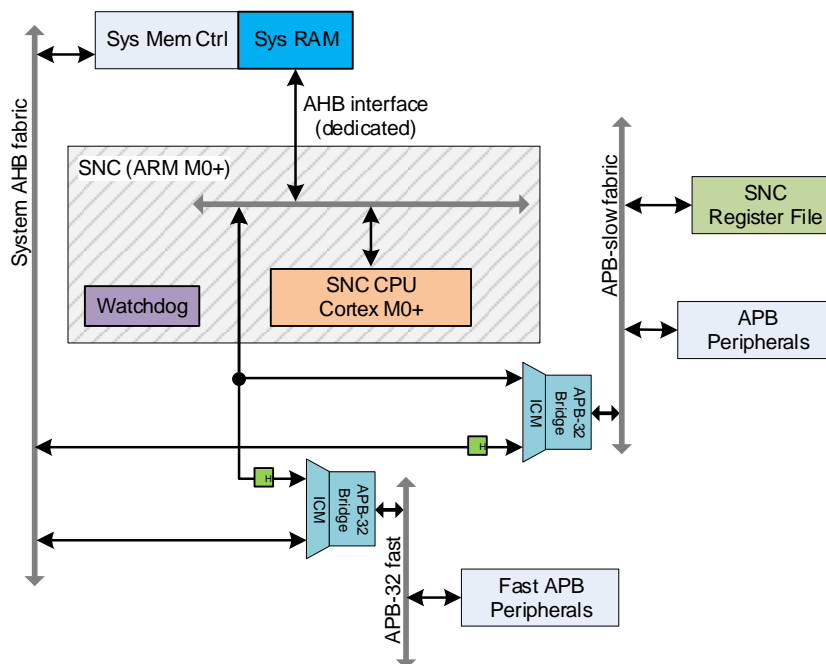 Sys Mem Ctrl
Sys RAM
AHB interface
(dedicated)
System AHB fabric
SNC (ARM M0+)
SNC CPU
Cortex M0+
Watchdog
APB-slow fabric
SNC
Register File
APB
Peripherals
ICM
APB-32
Bridge
H
H
ICM
APB-32
Bridge
APB-32 fast
Fast APB
Peripherals